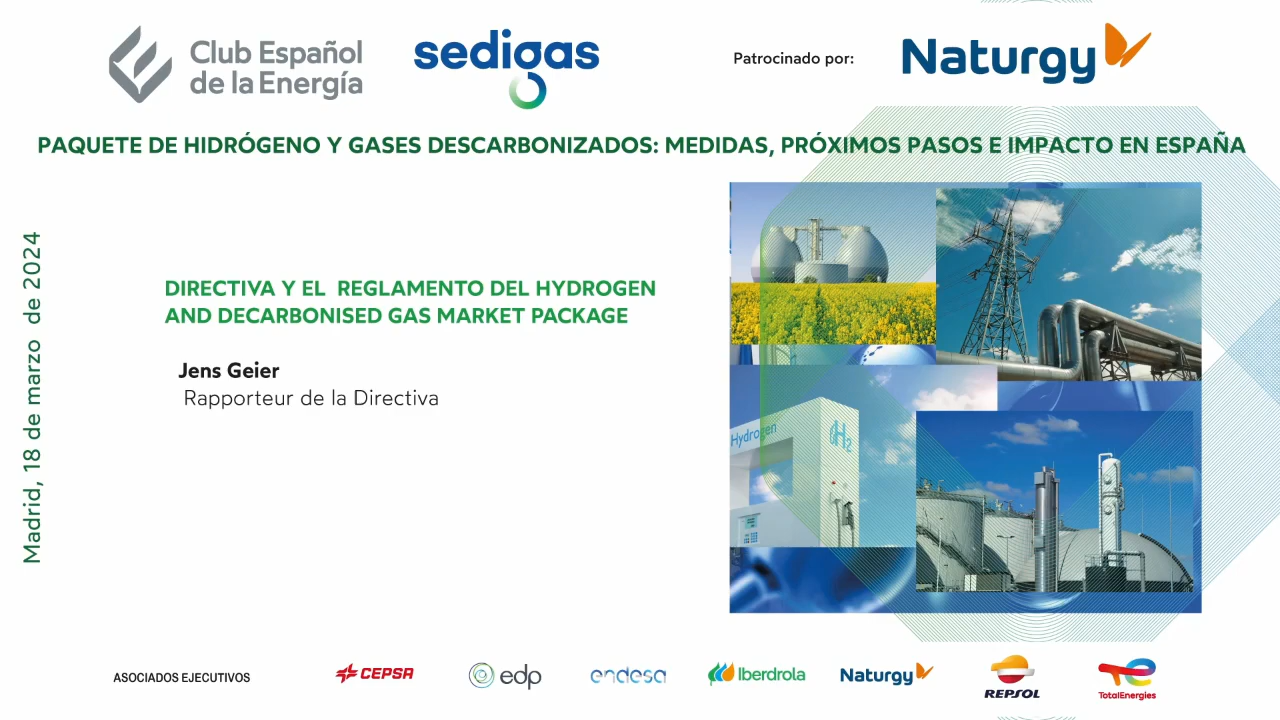 Club Español
de la Energía
sedigas
Patrocinado por:
Naturgy
PAQUETE DE HIDRÓGENO Y GASES DESCARBONIZADOS: MEDIDAS, PRÓXIMOS PASOS E IMPACTO EN ESPAÑA
Madrid, 18 de marzo de 2024
DIRECTIVA Y EL REGLAMENTO DEL HYDROGEN
AND DECARBONISED GAS MARKET PACKAGE
Jens Geier
Rapporteur de la Directiva
Hydrogen
H2
ASOCIADOS EJECUTIVOS
CEPSA
edp
endesa
Iberdrola
Naturgy
REPSOL
TotalEnergies